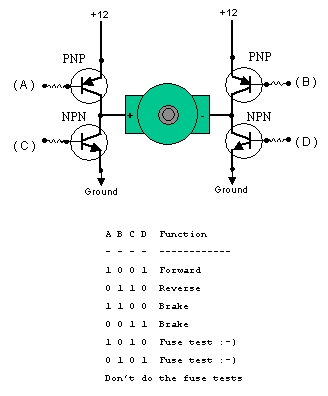 +12 +12
PNP PNP
(A) (B)
NPN NPN
+ -
(C) (D)
Ground Ground
A B C D Function
- - - - ------------
1 0 0 1 Forward
0 1 1 0 Reverse
1 1 0 0 Brake
0 0 1 1 Brake
1 0 1 0 Fuse test :-)
0 1 0 1 Fuse test :-)
Don't do the fuse tests